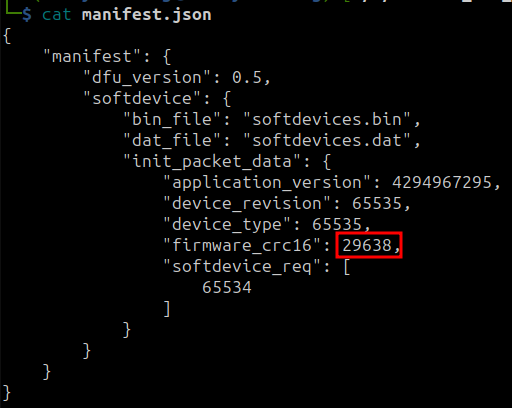 $ cat manifest.json
{
    "manifest": {
        "dfu_version": 0.5,
        "softdevice": {
            "bin_file": "softdevices.bin",
            "dat_file": "softdevices.dat",
            "init_packet_data": {
                "application_version": 4294967295,
                "device_revision": 65535,
                "device_type": 65535,
                "firmware_crc16": 29638,
                "softdevice_req": [
                    65534
                ]
            }
        }
    }
}